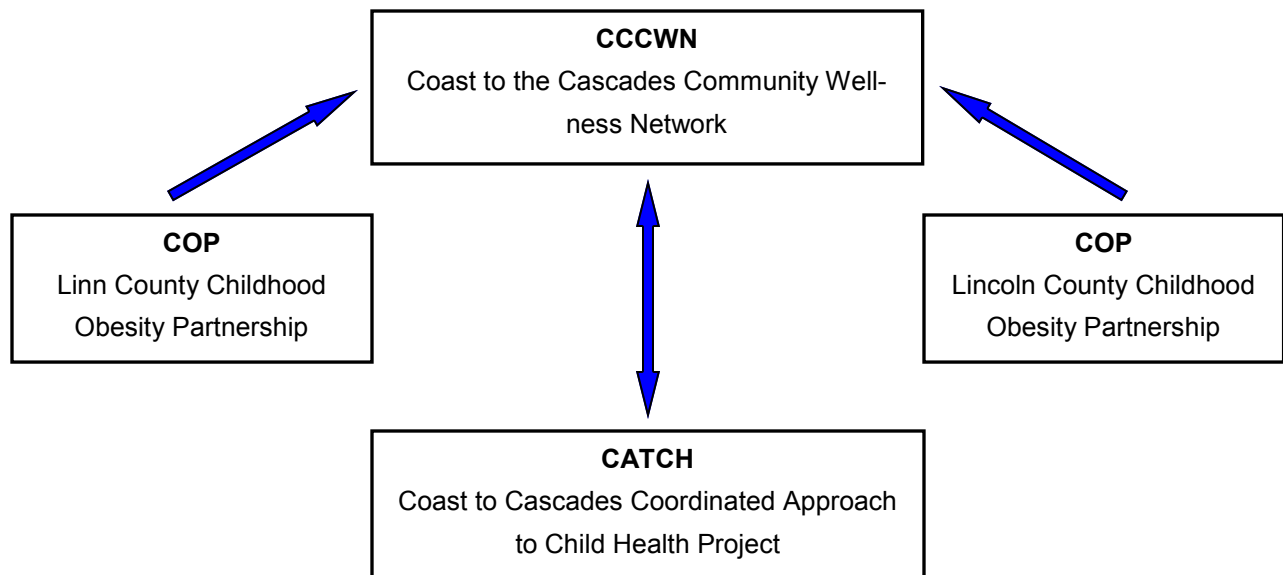 CCCWN
Coast to the Cascades Community Well-
ness Network
COP
Linn County Childhood
Obesity Partnership
COP
Lincoln County Childhood
Obesity Partnership
CATCH
Coast to Cascades Coordinated Approach
to Child Health Project